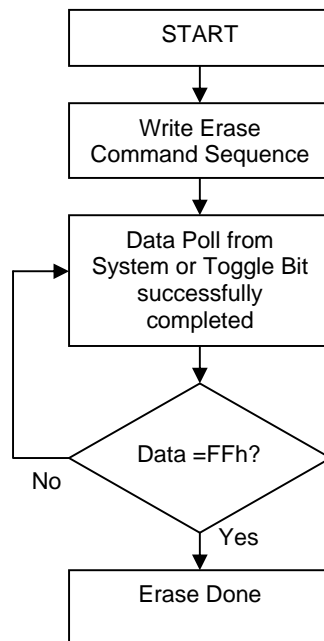 START
Write Erase
Command Sequence
Data Poll from
System or Toggle Bit
successfully
completed
Data =FFh?
No
Yes
Erase Done